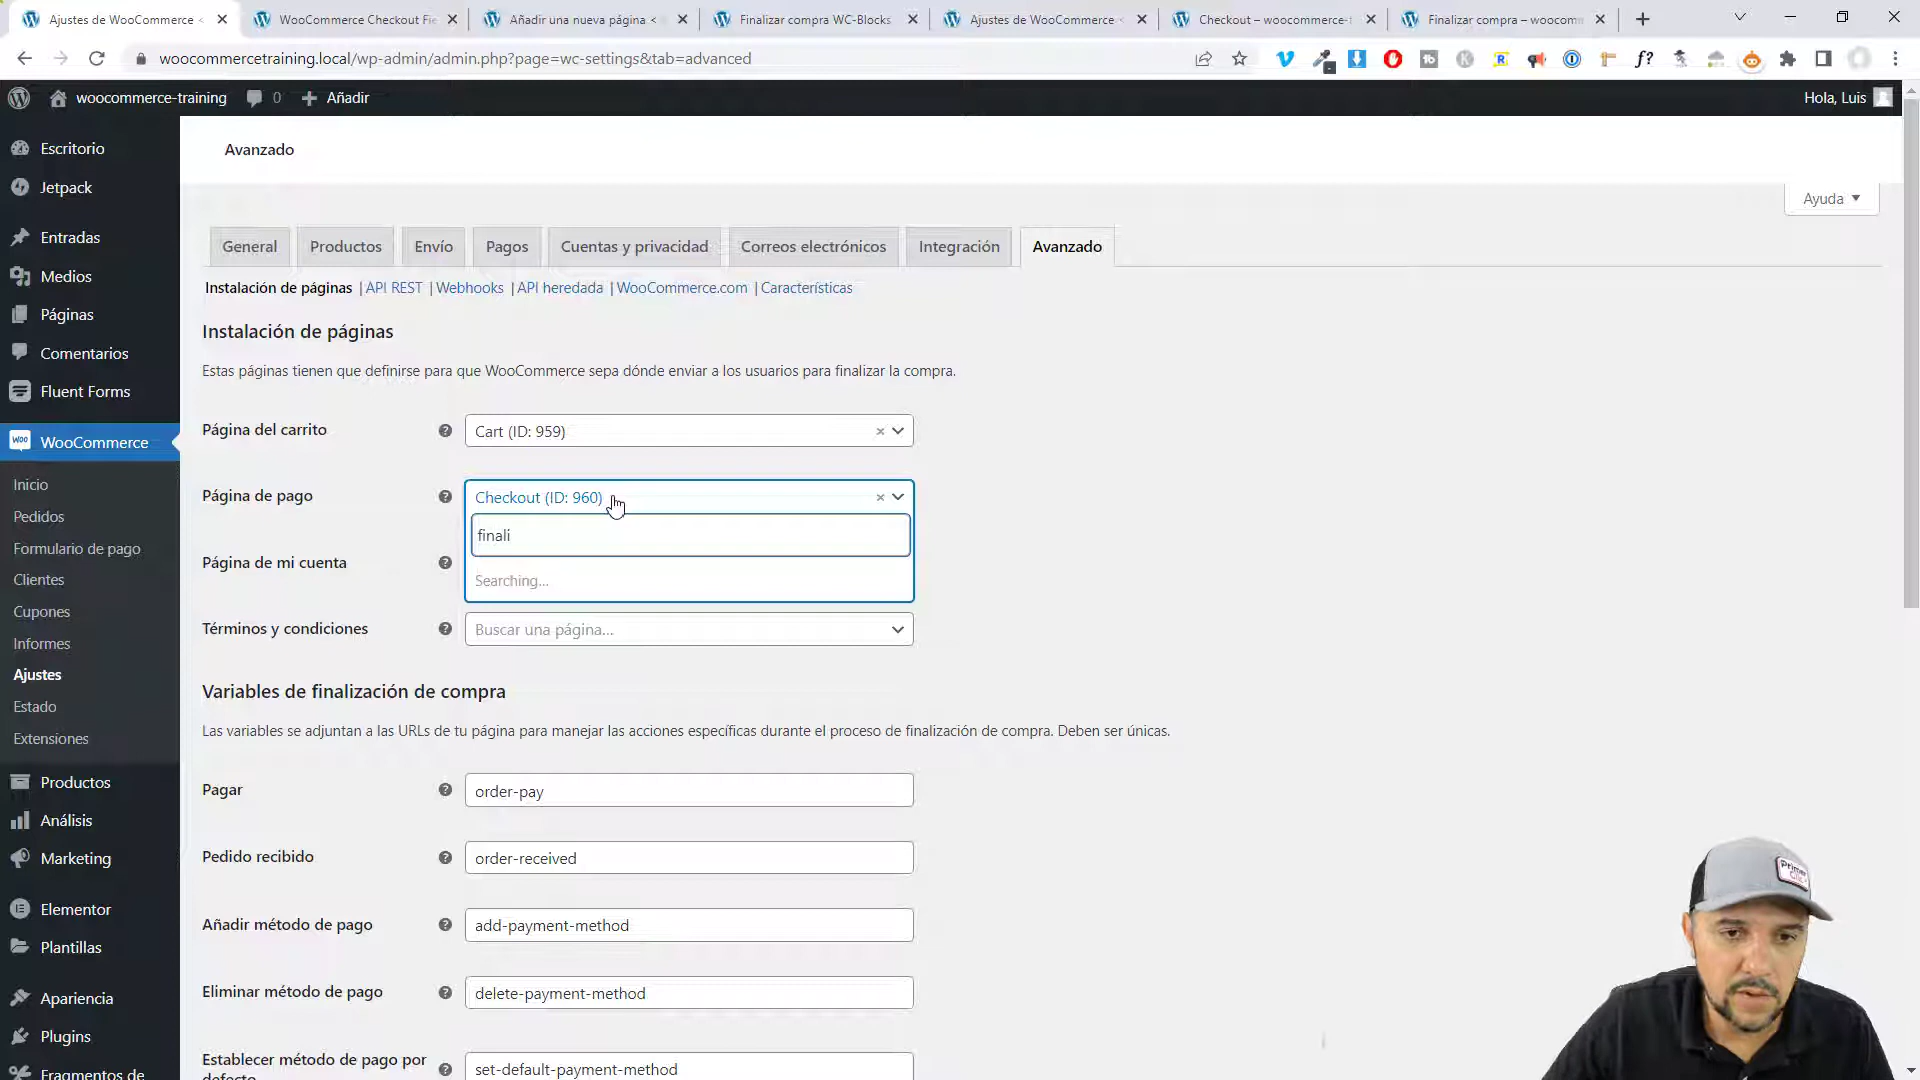 Ajustes de WooCommerce <
WooCommerce Checkout Fie
Añadir una nueva página <
Finalizar compra WC-Blocks
Ajustes de WooCommerce <
Checkout – woocommerce-t
Finalizar compra – woocom
woocommercetraining.local/wp-admin/admin.php?page=wc-settings&tab=advanced
woocommerce-training
0
Añadir
Hola, Luis
Escritorio
Jetpack
Entradas
Medios
Páginas
Comentarios
Fluent Forms
WooCommerce
Inicio
Pedidos
Formulario de pago
Clientes
Cupones
Informes
Ajustes
Estado
Extensiones
Productos
Análisis
Marketing
Elementor
Plantillas
Apariencia
Plugins
Fragmentos de
Avanzado
Ayuda
General Productos Envío Pagos Cuentas y privacidad Correos electrónicos Integración Avanzado
Instalación de páginas | API REST | Webhooks | API heredada | WooCommerce.com | Características
Instalación de páginas
Estas páginas tienen que definirse para que WooCommerce sepa dónde enviar a los usuarios para finalizar la compra.
Página del carrito
Cart (ID: 959)
Página de pago
Checkout (ID: 960)
finali
Searching...
Página de mi cuenta
Términos y condiciones
Buscar una página...
Variables de finalización de compra
Las variables se adjuntan a las URLs de tu página para manejar las acciones específicas durante el proceso de finalización de compra. Deben ser únicas.
Pagar
order-pay
Pedido recibido
order-received
Añadir método de pago
add-payment-method
Eliminar método de pago
delete-payment-method
Establecer método de pago por
defecto
set-default-payment-method
Primer
Clic